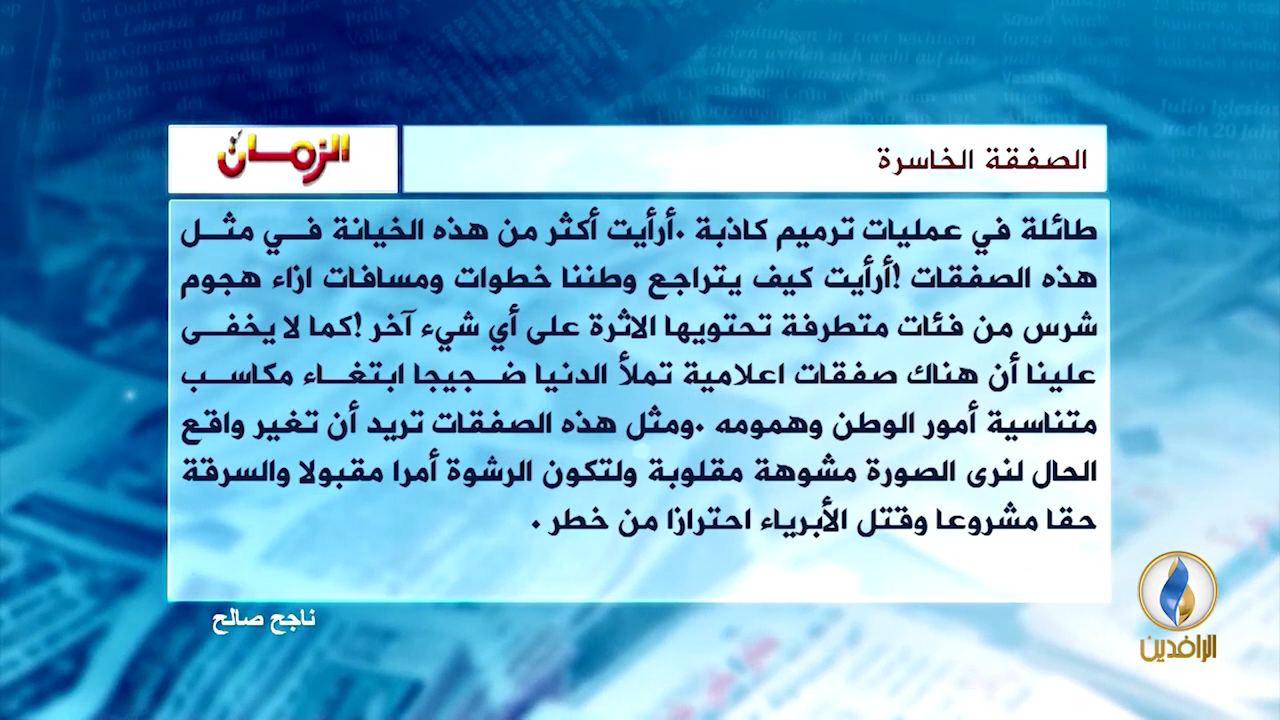 الصفقة الخاسرة
الزمان
طائلة في عمليات ترميم كاذبة .أرأيت أكثر من هذه الخيانة في مثل
هذه الصفقات !أرأيت كيف يتراجع وطننا خطوات ومسافات ازاء هجوم
شرس من فئات متطرفة تحتويها الاثرة على أي شيء آخر !كما لا يخفى
علينا أن هناك صفقات اعلامية تملأ الدنيا ضجيجا ابتغاء مكاسب
متناسية أمور الوطن وهمومه .ومثل هذه الصفقات تريد أن تغير واقع
الحال لنرى الصورة مشوهة مقلوبة ولتكون الرشوة أمرا مقبولا والسرقة
حقا مشروعا وقتل الأبرياء احترازا من خطر .
ناجح صالح
الرافدين